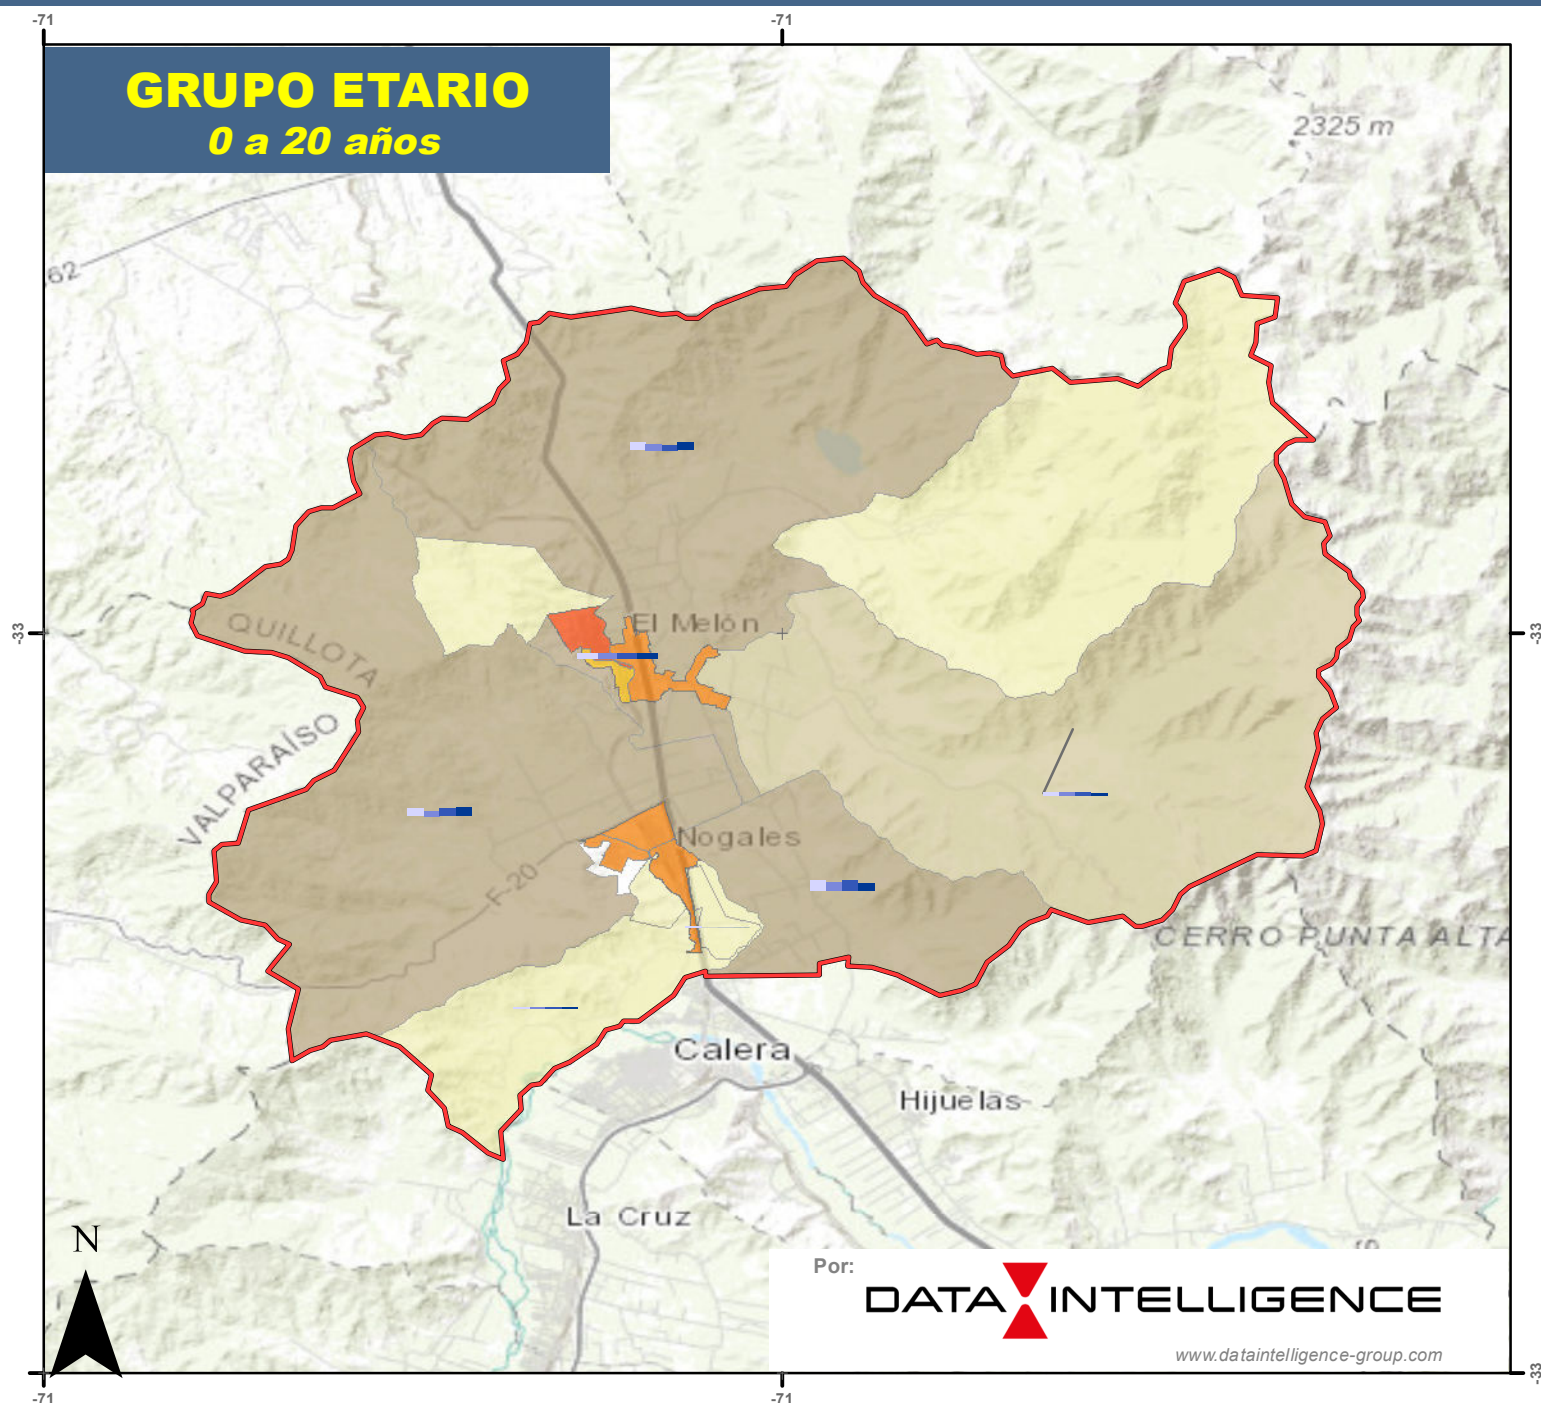 -71
-71
GRUPO ETARIO
0 a 20 años
2325 m
62
El Melón
QUILLOTA
-33
-33
VALPARAÍSO
Nogales
F-20
CERRO PUNTA ALTA
Calera
Hijuelas
La Cruz
N
Por:
DATA INTELLIGENCE
www.dataintelligence-group.com
-33
-71
-71